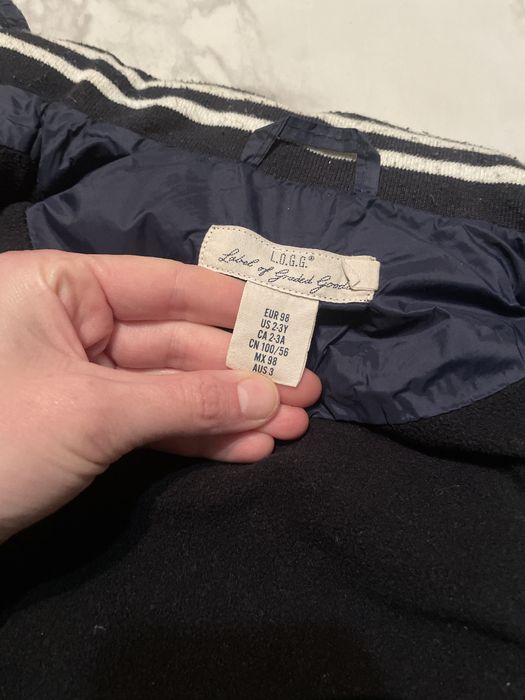 L.O.G.G.®
Label of Graded Goods
EUR 98
US 2-3Y
CA 2-3A
CN 100/56
MX 98
AUS 3